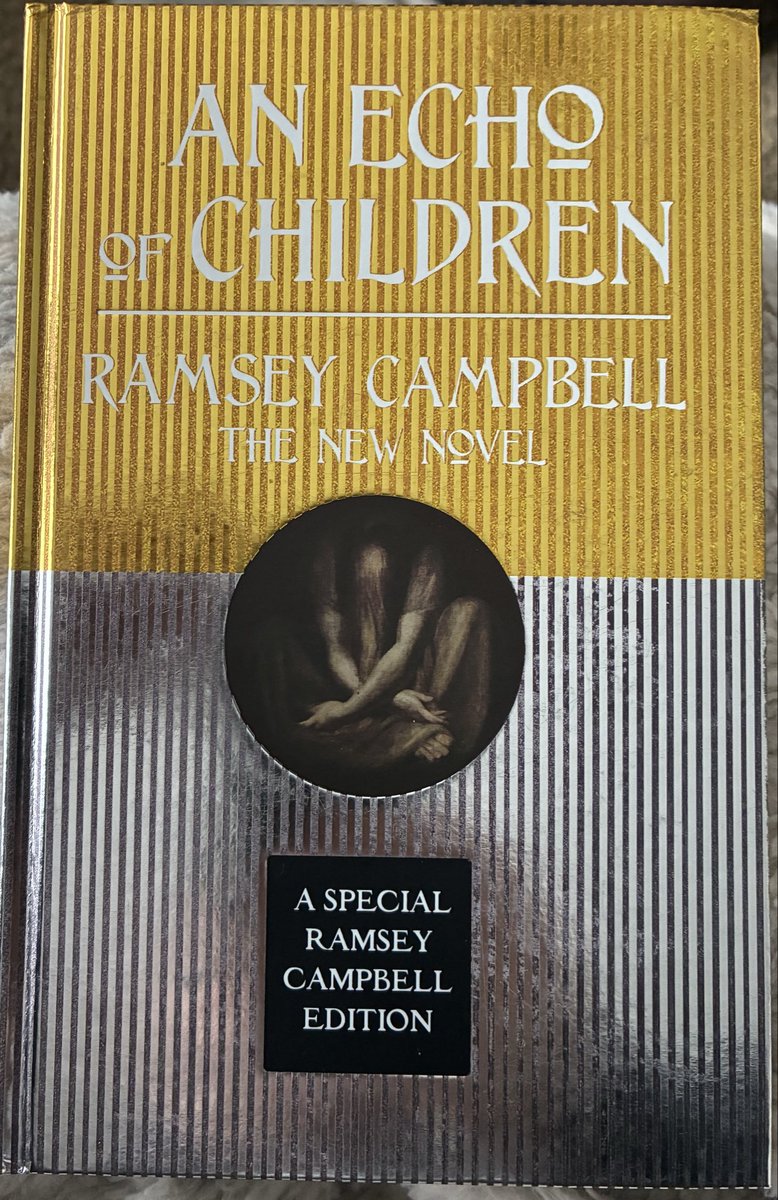 AN ECHO
OF CHILDREN
RAMSEY CAMPBELL
THE NEW NOVEL
A SPECIAL
RAMSEY
CAMPBELL
EDITION